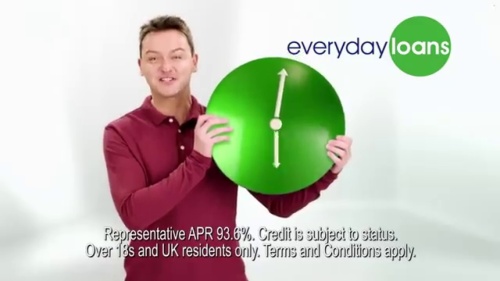 everydayloans
Representative APR 93.6%. Credit is subject to status.
Over 18s and UK residents only. Terms and Conditions apply.